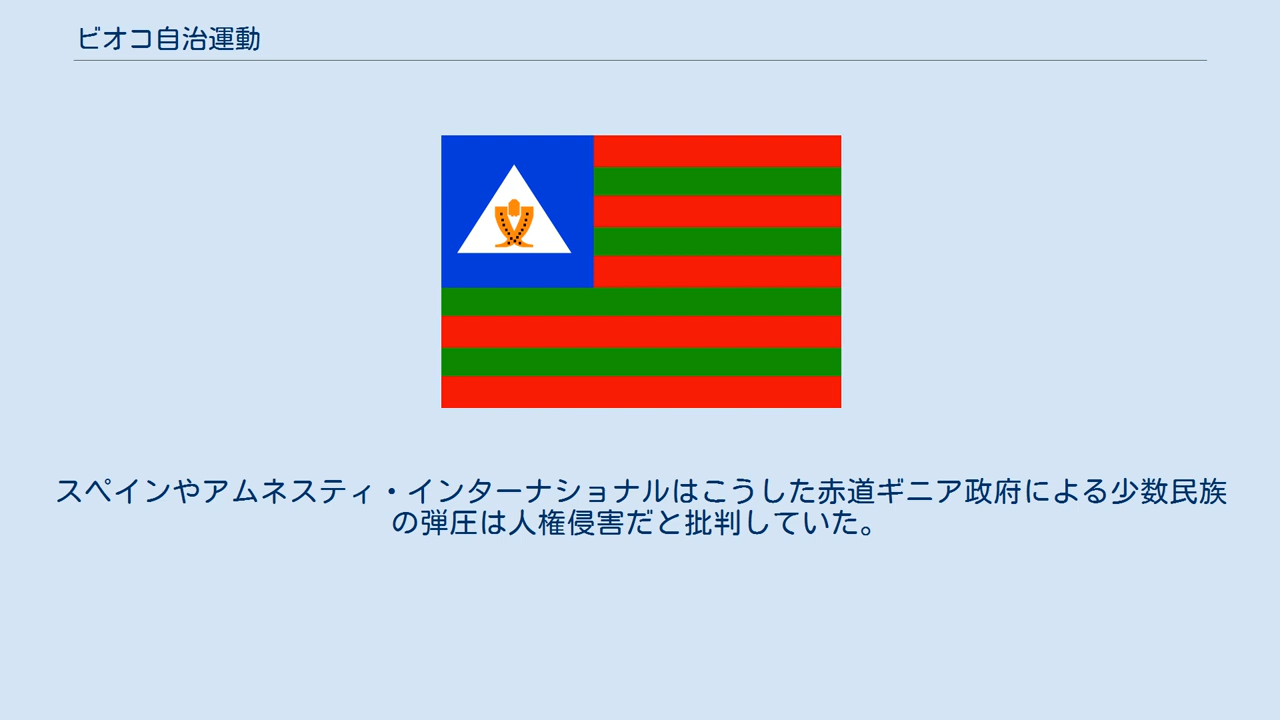 ビオコ自治運動
スペインやアムネスティ・インターナショナルはこうした赤道ギニア政府による少数民族
の弾圧は人権侵害だと批判していた。